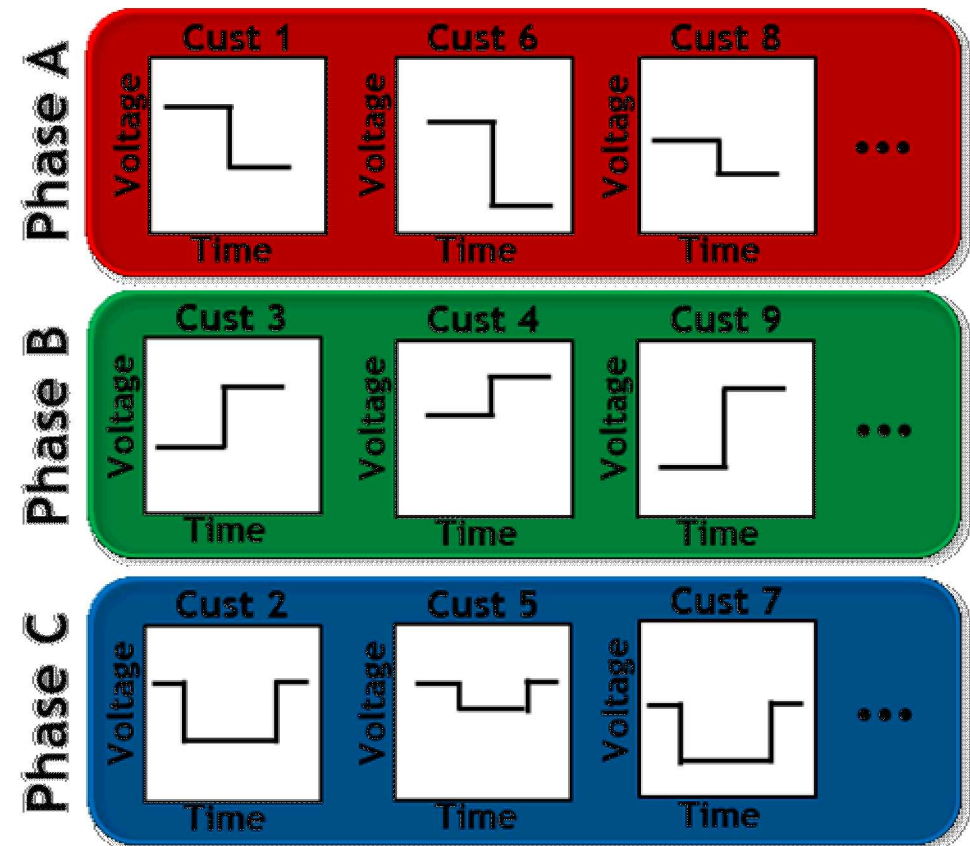 Phase A
Cust 1
Voltage
Time
Cust 6
Voltage
Time
Cust 8
Voltage
Time
•••
Phase B
Cust 3
Voltage
Time
Cust 4
Voltage
Time
Cust 9
Voltage
Time
•••
Phase C
Cust 2
Voltage
Time
Cust 5
Voltage
Time
Cust 7
Voltage
Time
•••